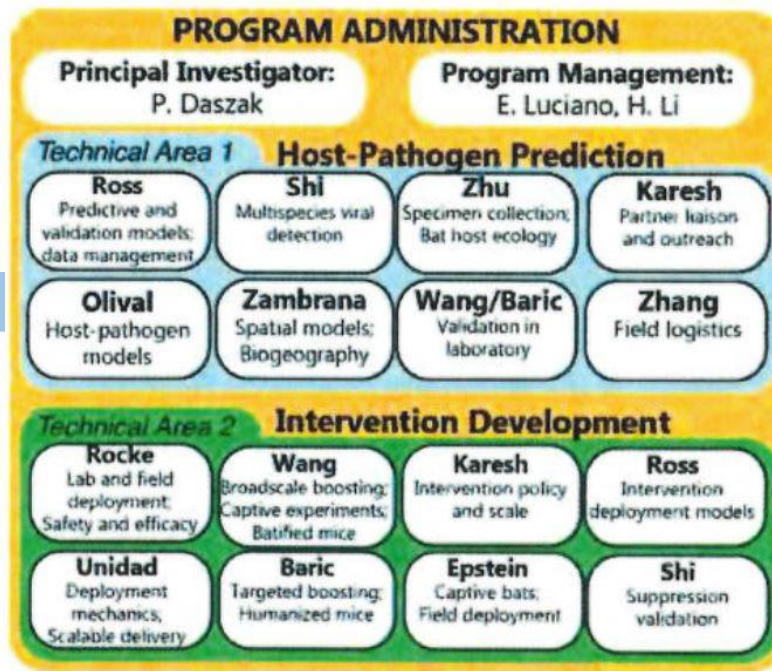 PROGRAM ADMINISTRATION
Principal Investigator:
P. Daszak
Program Management:
E. Luciano, H. Li
Technical Area 1
Host-Pathogen Prediction
Ross
Predictive and
validation models;
data management
Shi
Multispecies viral
detection
Zhu
Specimen collection;
Bat host ecology
Karesh
Partner liaison
and outreach
Olival
Host-pathogen
models
Zambrana
Spatial models;
Biogeography
Wang/Baric
Validation in
laboratory
Zhang
Field logistics
Technical Area 2
Intervention Development
Rocke
Lab and field
deployment;
Safety and efficacy
Wang
Broadscale boosting;
Captive experiments;
Batified mice
Karesh
Intervention policy
and scale
Ross
Intervention
deployment models
Unidad
Deployment
mechanics;
Scalable delivery
Baric
Targeted boosting;
Humanized mice
Epstein
Captive bats;
Field deployment
Shi
Suppression
validation